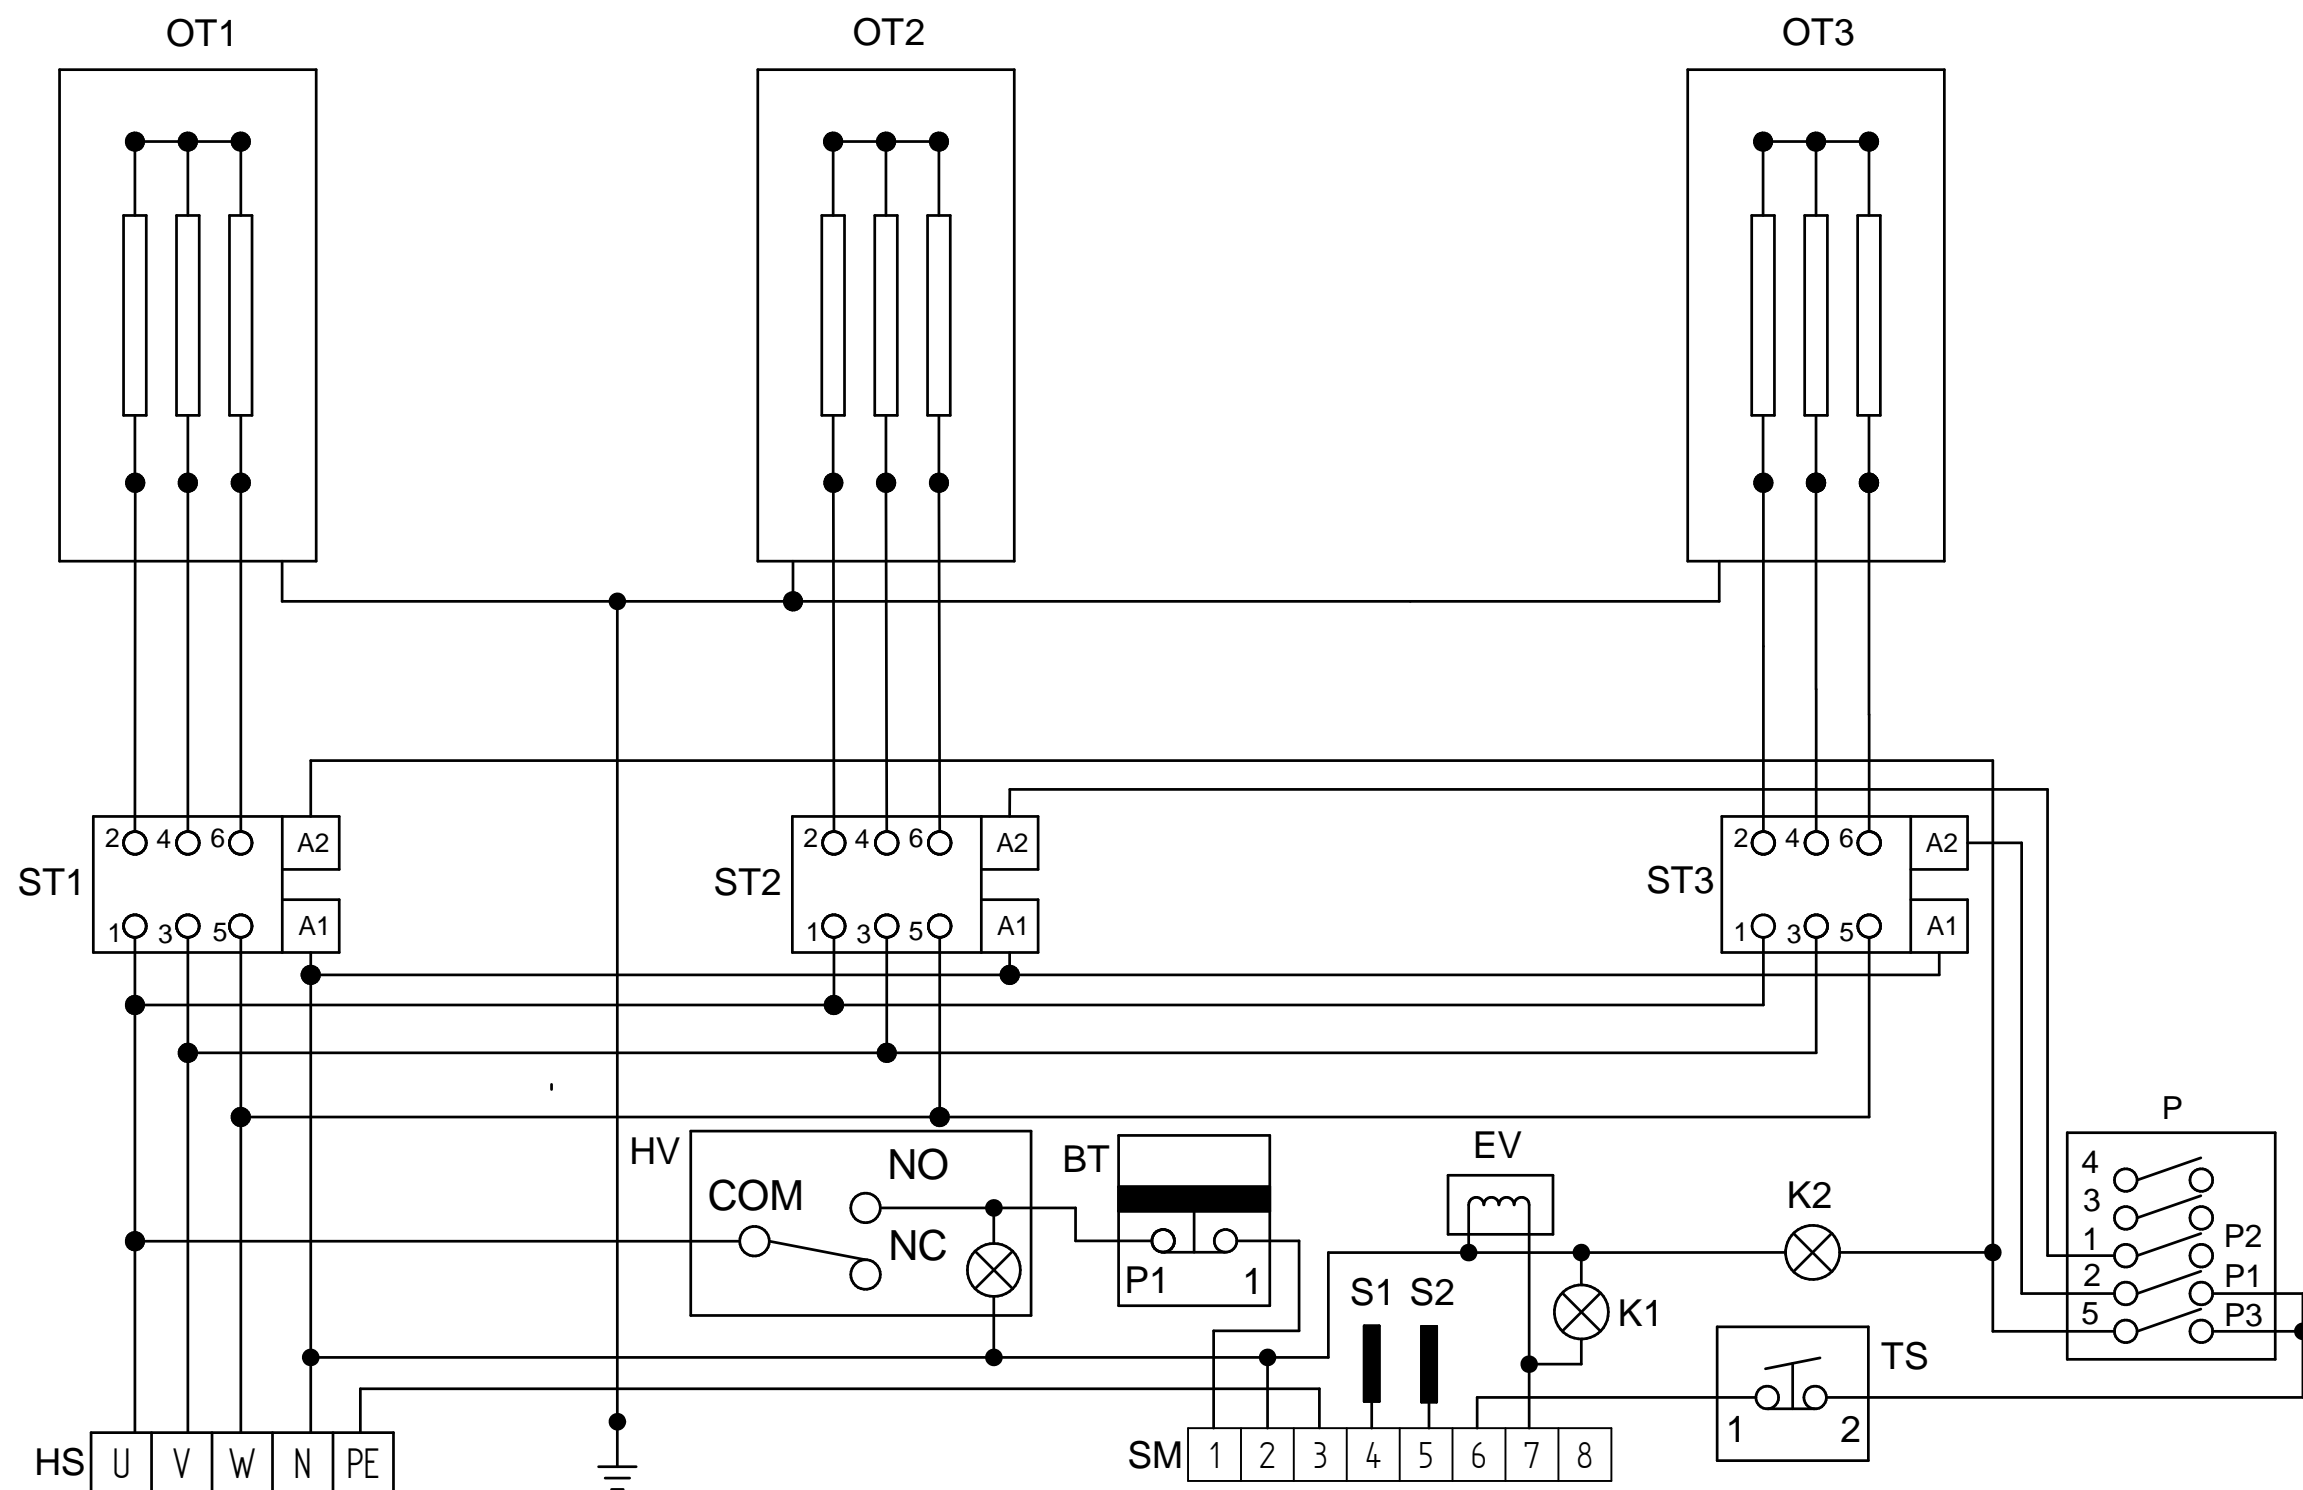 OT1 OT2 OT3
2 4 6 A2 2 4 6 A2 2 4 6 A2
ST1 ST2 ST3
1 3 5 A1 1 3 5 A1 1 3 5 A1
P
HV NO BT EV
COM K2 4
3
NC 1 P2
P1 1 S1 S2 K1 2 P1
5 P3
TS
1 2
HS U V W N PE SM 1 2 3 4 5 6 7 8